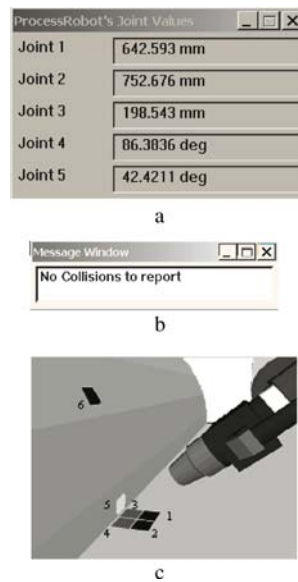 ProcessRobot's Joint Values
Joint 1 642.593 mm
Joint 2 752.676 mm
Joint 3 198.543 mm
Joint 4 86.3836 deg
Joint 5 42.4211 deg
a
Message Window
No Collisions to report
b
6
5 3 1
4 2
c